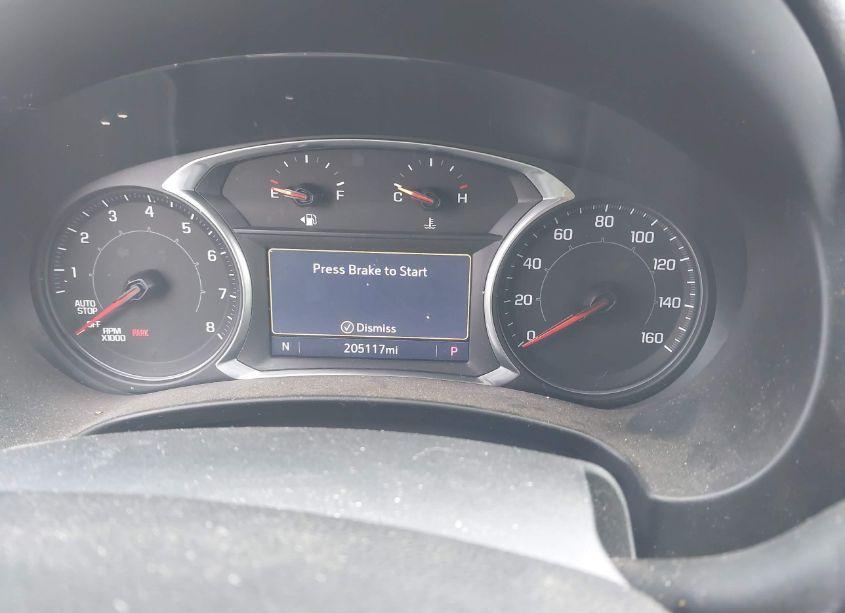 E F
C H
1 2 3 4 5 6 7 8
AUTO
STOP
OFF
RPM
X1000
PARK
Press Brake to Start
Dismiss
N 205117mi P
0 20 40 60 80 100 120 140 160